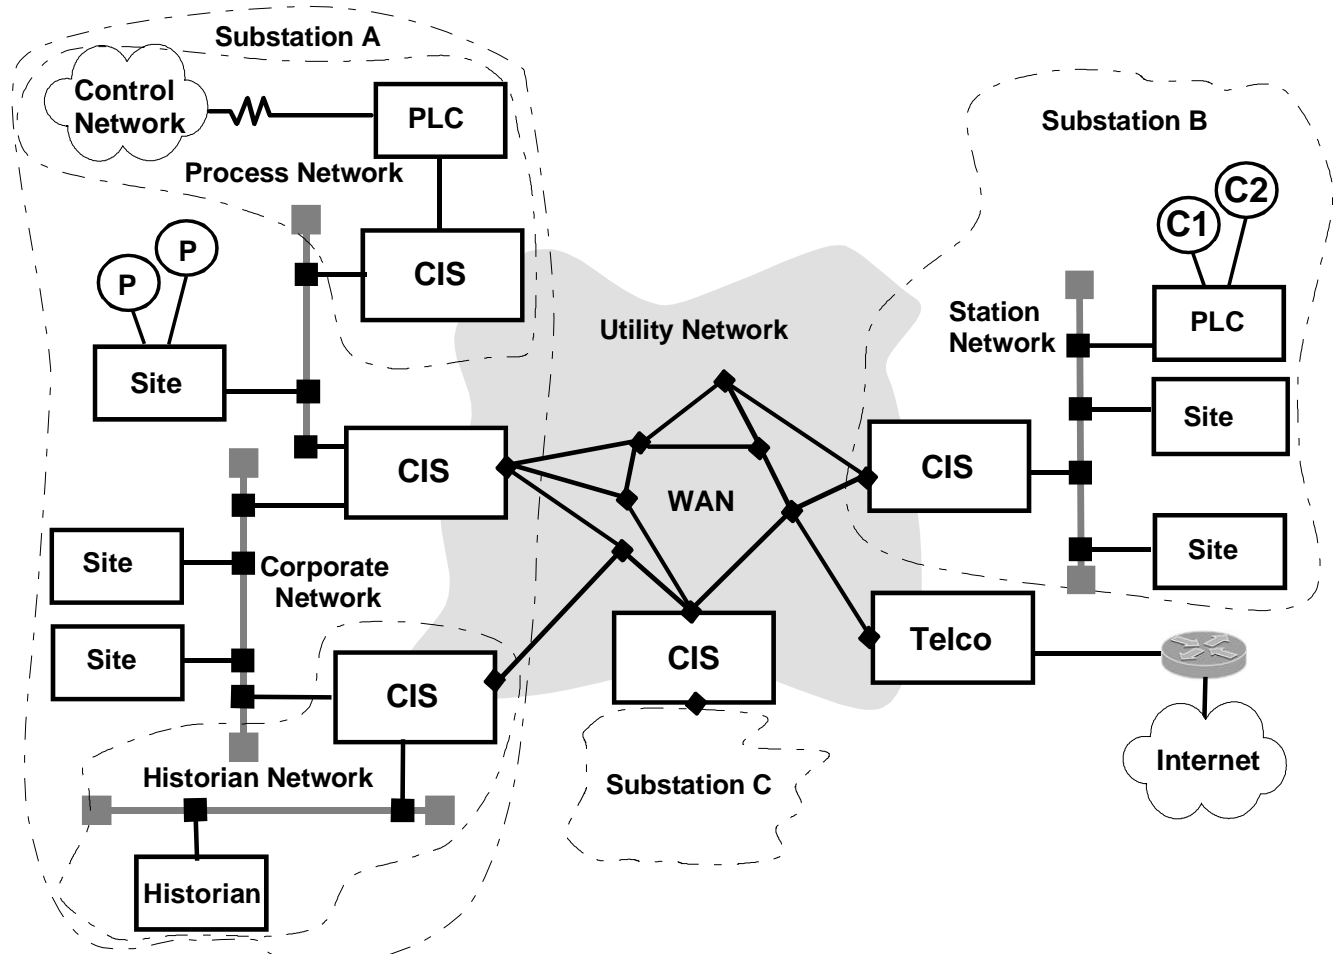 Substation A
Control
Network
PLC
Process Network
Substation B
C1
C2
P
P
CIS
Utility Network
Station
Network
PLC
Site
Site
CIS
CIS
WAN
Site
Site
Corporate
Network
Site
CIS
CIS
Telco
Internet
Historian Network
Substation C
Historian